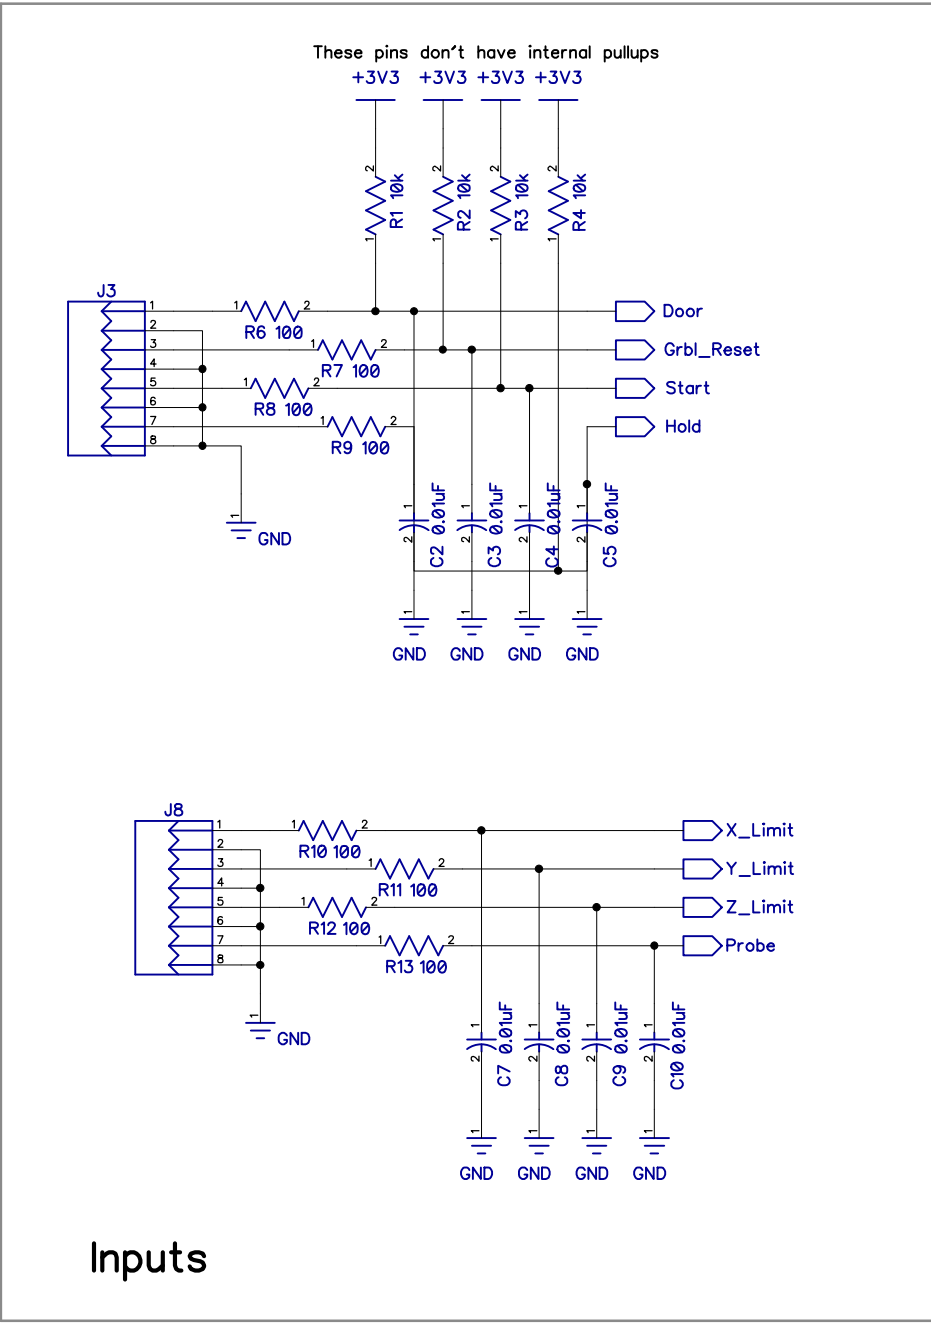 These pins don't have internal pullups
+3V3 +3V3 +3V3 +3V3
2 2 2 2
R1 10k R2 10k R3 10k R4 10k
1 1 1 1
J3
1 1 2 Door
R6 100
2
3 1 2 Grbl_Reset
R7 100
4
5 1 2 Start
R8 100
6
7 1 2 Hold
R9 100
8
1
GND
1 1 1 1
C2 0.01uF C3 0.01uF C4 0.01uF C5 0.01uF
2 2 2 2
1 1 1 1
GND GND GND GND
J8
1 1 2 X_Limit
R10 100
2
3 1 2 Y_Limit
R11 100
4
5 1 2 Z_Limit
R12 100
6
7 1 2 Probe
R13 100
8
1
GND
1 1 1 1
C7 0.01uF C8 0.01uF C9 0.01uF C10 0.01uF
2 2 2 2
1 1 1 1
GND GND GND GND
Inputs